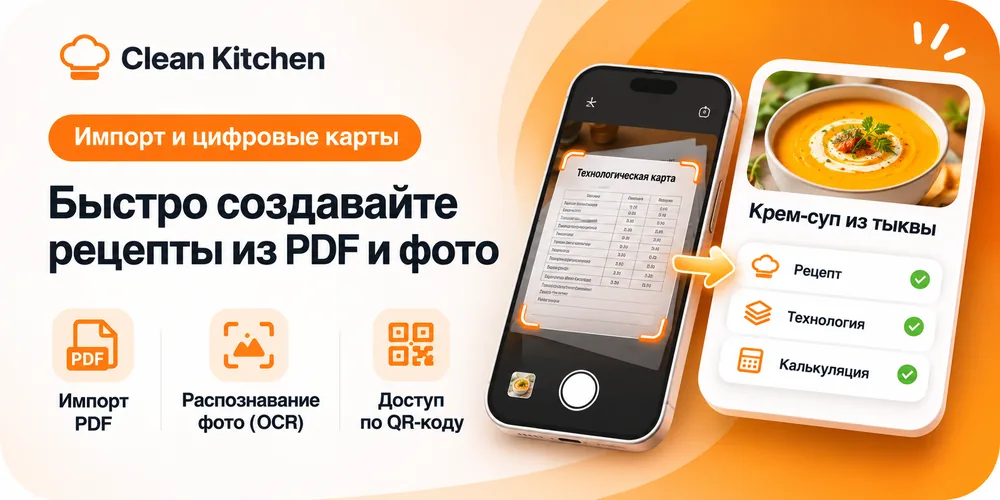 Clean Kitchen
Импорт и цифровые карты
Быстро создавайте
рецепты из PDF и фото
PDF
Импорт
PDF
Распознавание
фото (OCR)
Доступ
по QR-коду
Технологическая карта
Крем-суп из тыквы
Рецепт
Технология
Калькуляция